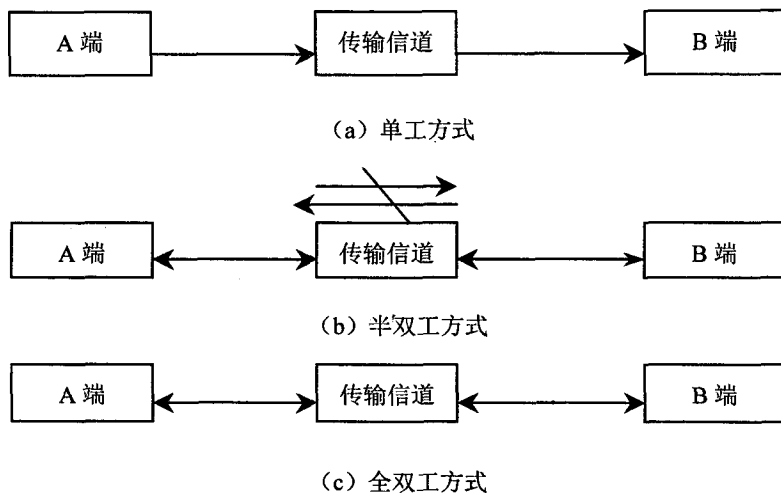 A 端
传输信道
B 端
（a）单工方式
A 端
传输信道
B 端
（b）半双工方式
A 端
传输信道
B 端
（c）全双工方式